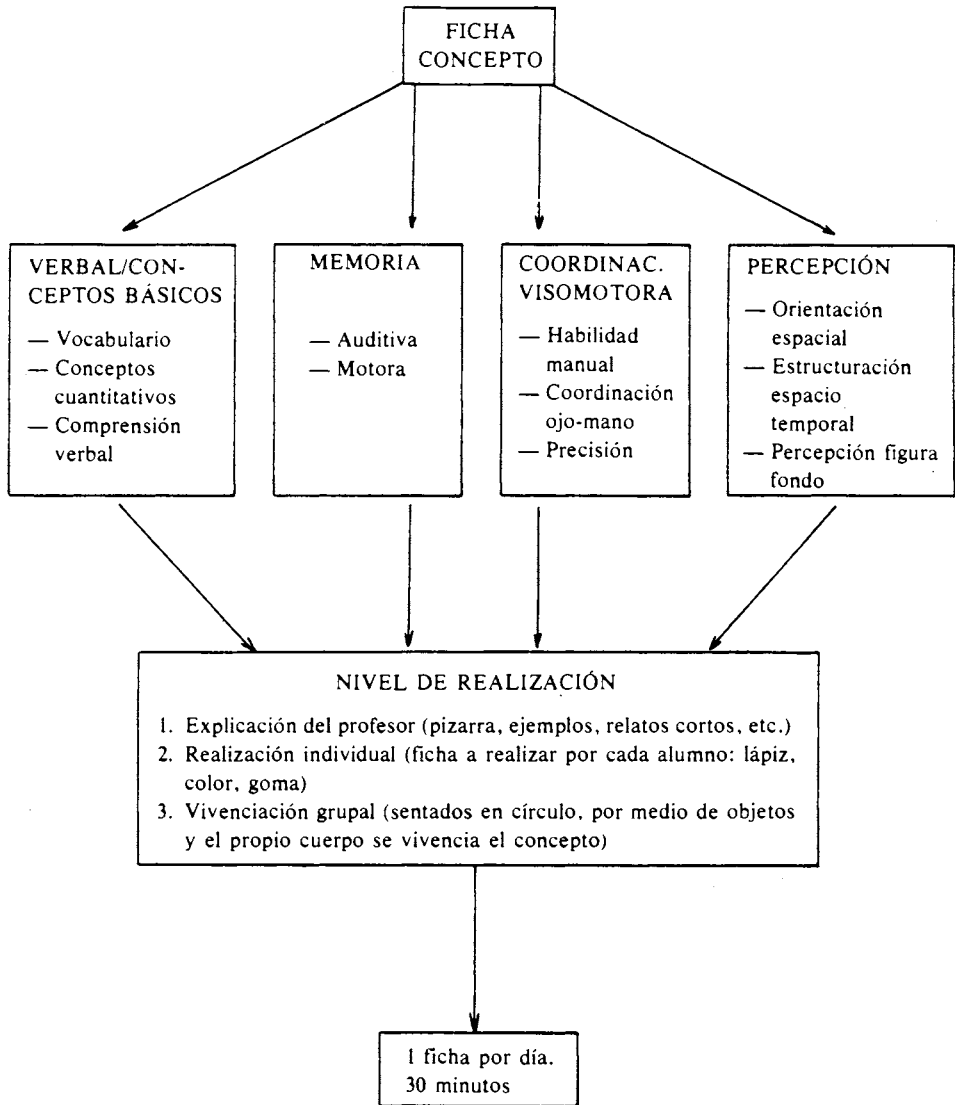 FICHA
CONCEPTO
VERBAL/CON-
CEPTOS BÁSICOS
— Vocabulario
— Conceptos
cuantitativos
— Comprensión
verbal
MEMORIA
— Auditiva
— Motora
COORDINAC.
VISOMOTORA
— Habilidad
manual
— Coordinación
ojo-mano
— Precisión
PERCEPCIÓN
— Orientación
espacial
— Estructuración
espacio
temporal
— Percepción figura
fondo
NIVEL DE REALIZACIÓN
1. Explicación del profesor (pizarra, ejemplos, relatos cortos, etc.)
2. Realización individual (ficha a realizar por cada alumno: lápiz,
color, goma)
3. Vivenciación grupal (sentados en círculo, por medio de objetos
y el propio cuerpo se vivencia el concepto)
1 ficha por día.
30 minutos